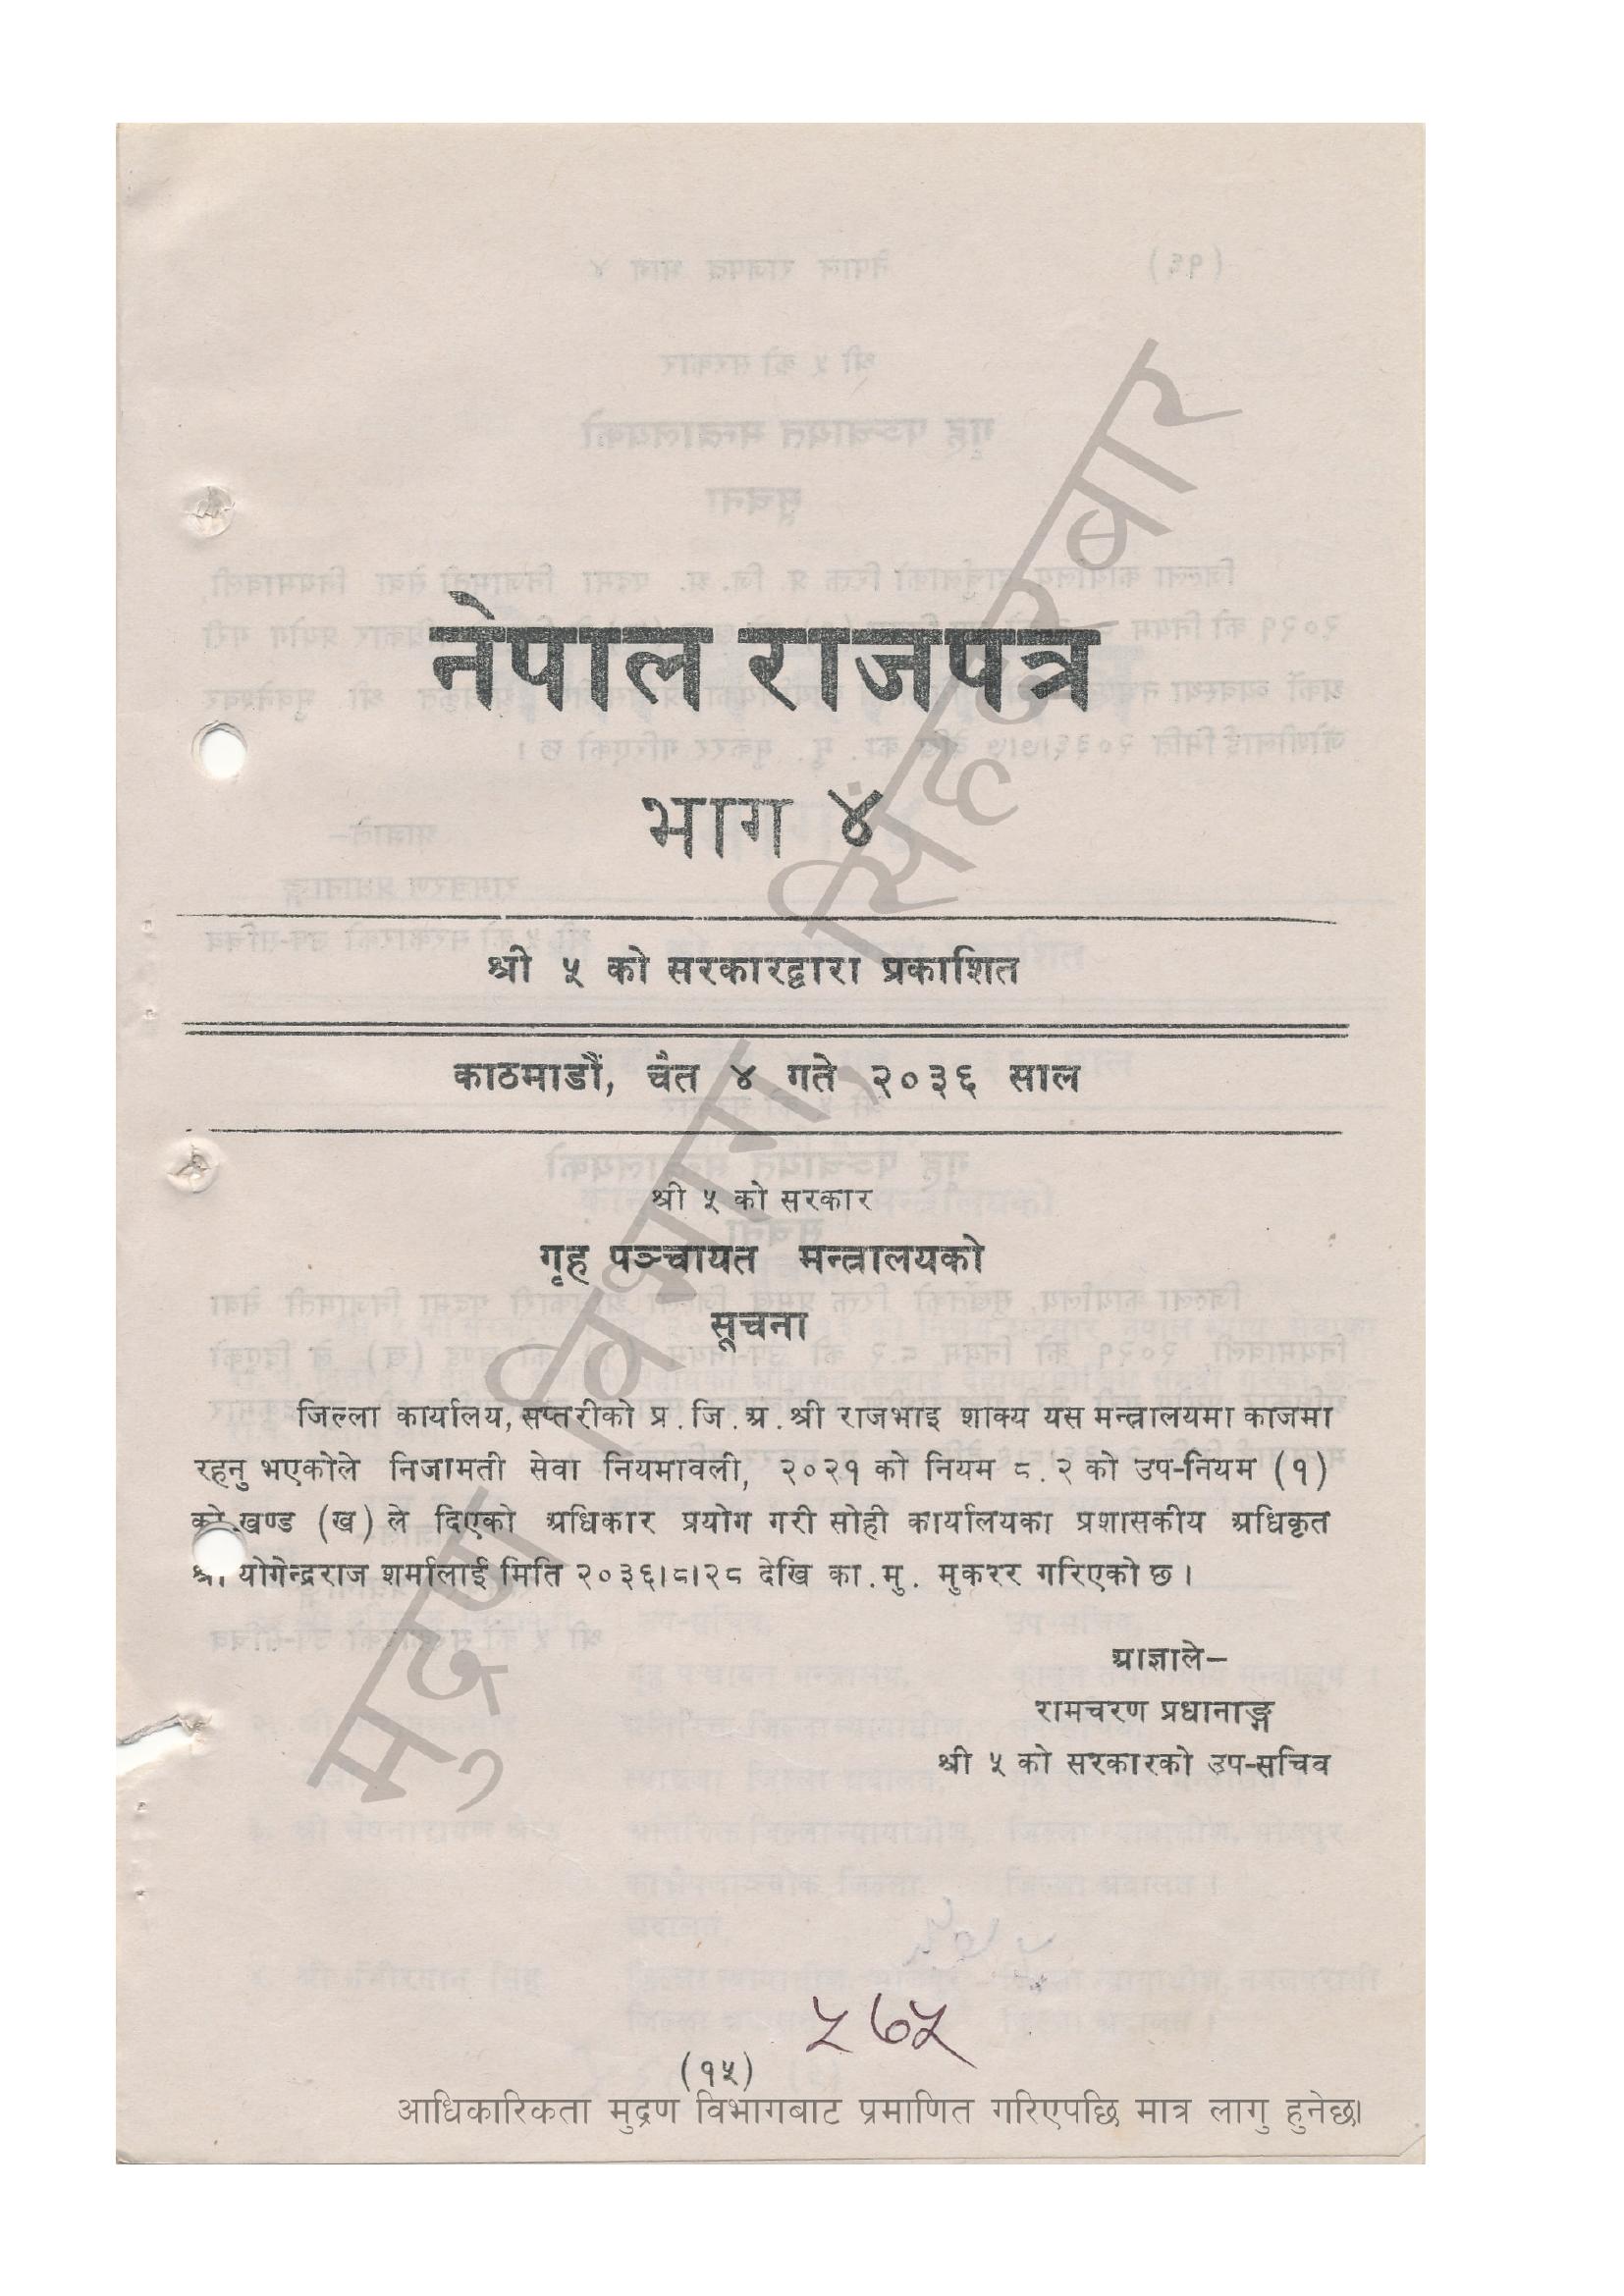 नेपाल राजपत्र
भाग ४
श्री ५ को सरकारद्वारा प्रकाशित
काठमाडौं, चैत ४ गते २०३६ साल
श्री ५ को सरकार
गृह पञ्चायत मन्त्रालयको
सूचना
जिल्ला कार्यालय, सप्तरीको प्र. जि. अ. श्री राजभाइ शाक्य यस मन्त्रालयमा काजमा
रहनु भएकोले निजामती सेवा नियमावली, २०२१ को नियम ८.२ को उप-नियम (१)
को खण्ड (ख) ले दिएको अधिकार प्रयोग गरी सोही कार्यालयका प्रशासकीय अधिकृत
श्री योगेन्द्रराज शर्मालाई मिति २०३६।८।२८ देखि का. मु. मुकरर गरिएको छ ।
आज्ञाले–
रामचरण प्रधानाङ्ग
श्री ५ को सरकारको उप-सचिव
५७५
(१५)
आधिकारिकता मुद्रण विभागबाट प्रमाणित गरिएपछि मात्र लागु हुनेछ।
मुद्रण विभाग, सिंहदरबार